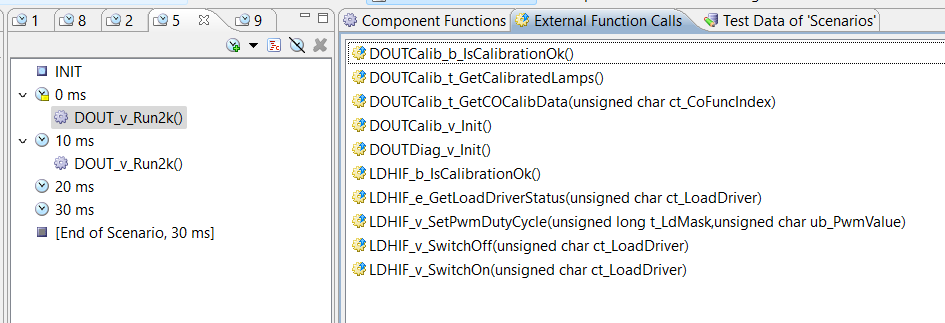 1
8
2
5
9
INIT
0 ms
DOUT_v_Run2k()
10 ms
DOUT_v_Run2k()
20 ms
30 ms
[End of Scenario, 30 ms]
Component Functions
External Function Calls
Test Data of 'Scenarios'
DOUTCalib_b_IsCalibrationOk()
DOUTCalib_t_GetCalibratedLamps()
DOUTCalib_t_GetCOCalibData(unsigned char ct_CoFuncIndex)
DOUTCalib_v_Init()
DOUTDiag_v_Init()
LDHIF_b_IsCalibrationOk()
LDHIF_e_GetLoadDriverStatus(unsigned char ct_LoadDriver)
LDHIF_v_SetPwmDutyCycle(unsigned long t_LdMask,unsigned char ub_PwmValue)
LDHIF_v_SwitchOff(unsigned char ct_LoadDriver)
LDHIF_v_SwitchOn(unsigned char ct_LoadDriver)